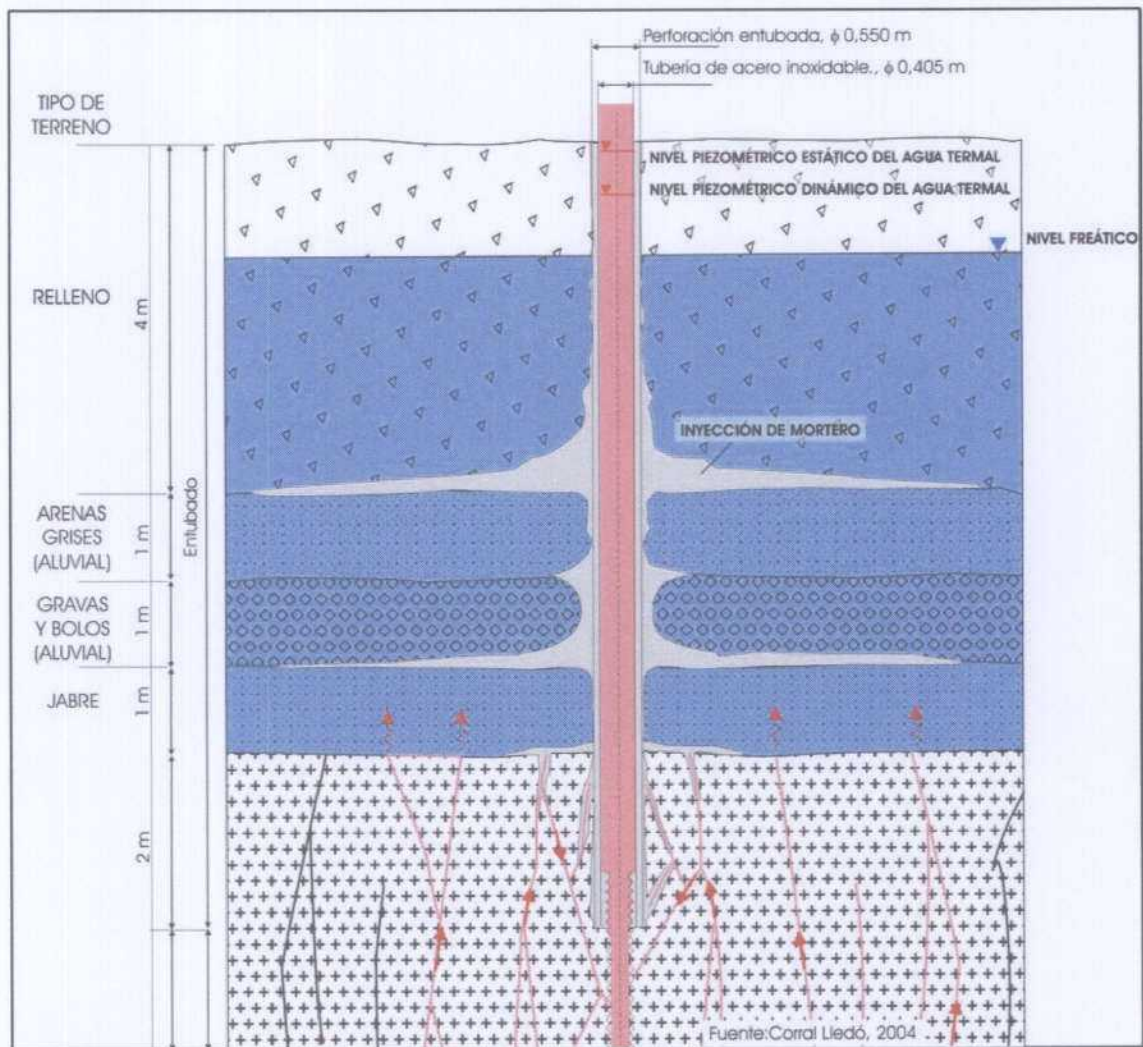 Perforación entubada, ϕ 0,550 m
Tubería de acero inoxidable., ϕ 0,405 m
TIPO DE
TERRENO
NIVEL PIEZOMÉTRICO ESTÁTICO DEL AGUA TERMAL
NIVEL PIEZOMÉTRICO DINÁMICO DEL AGUA TERMAL
NIVEL FREÁTICO
RELLENO
4 m
INYECCIÓN DE MORTERO
Entubado
ARENAS
GRISES
(ALUVIAL)
1 m
GRAVAS
Y BOLOS
(ALUVIAL)
1 m
JABRE
1 m
2 m
Fuente:Corral Lledó, 2004